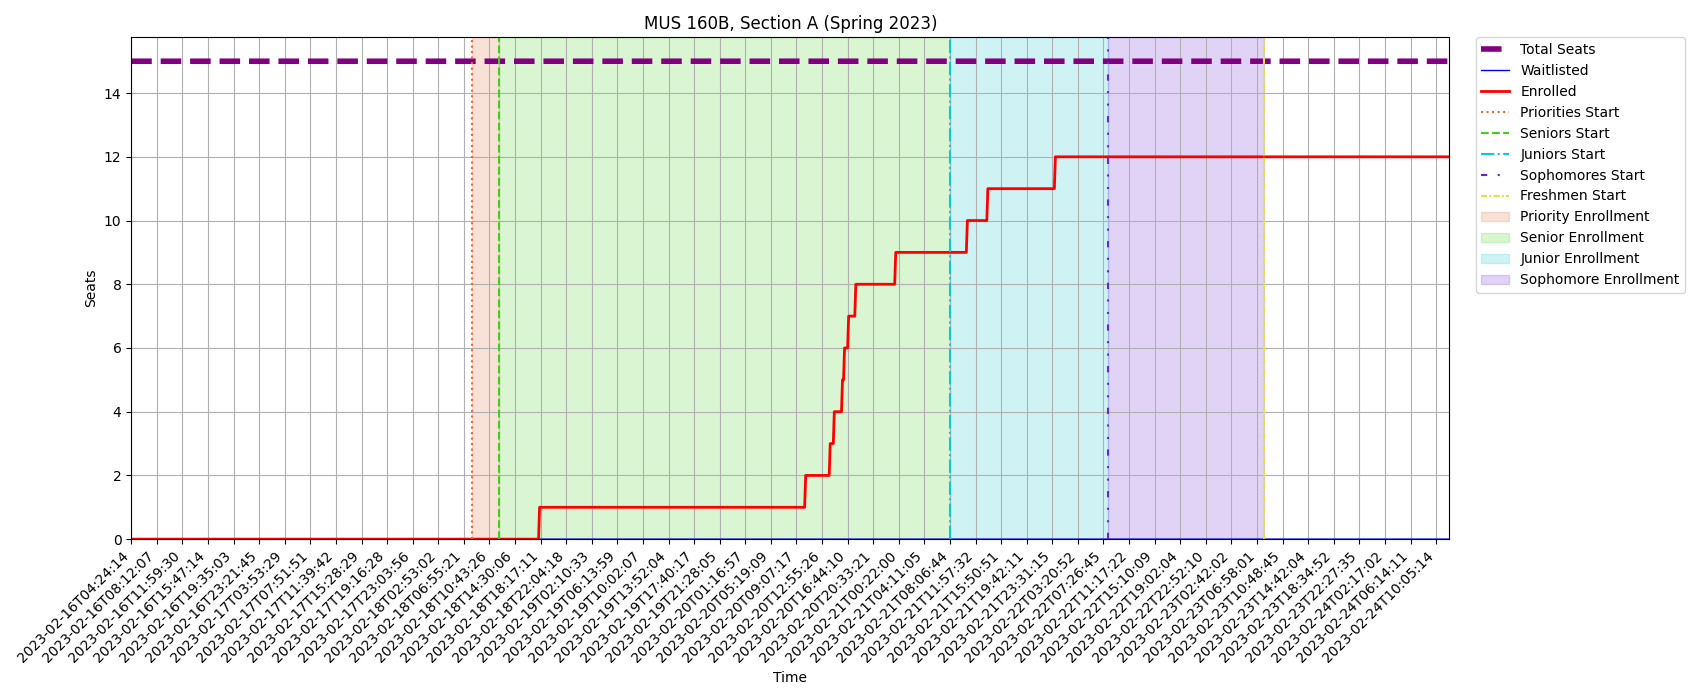 MUS 160B, Section A (Spring 2023)
Seats
14
12
10
8
6
4
2
0
2023-02-16T04:24:14
2023-02-16T08:12:07
2023-02-16T11:59:30
2023-02-16T15:47:14
2023-02-16T19:35:03
2023-02-16T23:21:45
2023-02-17T03:53:29
2023-02-17T07:51:51
2023-02-17T11:39:42
2023-02-17T15:28:29
2023-02-17T19:16:28
2023-02-17T23:03:56
2023-02-18T02:53:02
2023-02-18T06:55:21
2023-02-18T10:43:26
2023-02-18T14:30:06
2023-02-18T18:17:11
2023-02-18T22:04:18
2023-02-19T02:10:33
2023-02-19T06:13:59
2023-02-19T10:02:07
2023-02-19T13:52:04
2023-02-19T17:40:17
2023-02-19T21:28:05
2023-02-20T01:16:57
2023-02-20T05:19:09
2023-02-20T09:07:17
2023-02-20T12:55:26
2023-02-20T16:44:10
2023-02-20T20:33:21
2023-02-21T00:22:00
2023-02-21T04:11:05
2023-02-21T08:06:44
2023-02-21T11:57:32
2023-02-21T15:50:51
2023-02-21T19:42:11
2023-02-21T23:31:15
2023-02-22T03:20:52
2023-02-22T07:26:45
2023-02-22T11:17:22
2023-02-22T15:10:09
2023-02-22T19:02:04
2023-02-22T22:52:10
2023-02-23T02:42:02
2023-02-23T06:58:01
2023-02-23T10:48:45
2023-02-23T14:42:04
2023-02-23T18:34:52
2023-02-23T22:27:35
2023-02-24T02:17:02
2023-02-24T06:14:11
2023-02-24T10:05:14
Time
Total Seats
Waitlisted
Enrolled
Priorities Start
Seniors Start
Juniors Start
Sophomores Start
Freshmen Start
Priority Enrollment
Senior Enrollment
Junior Enrollment
Sophomore Enrollment